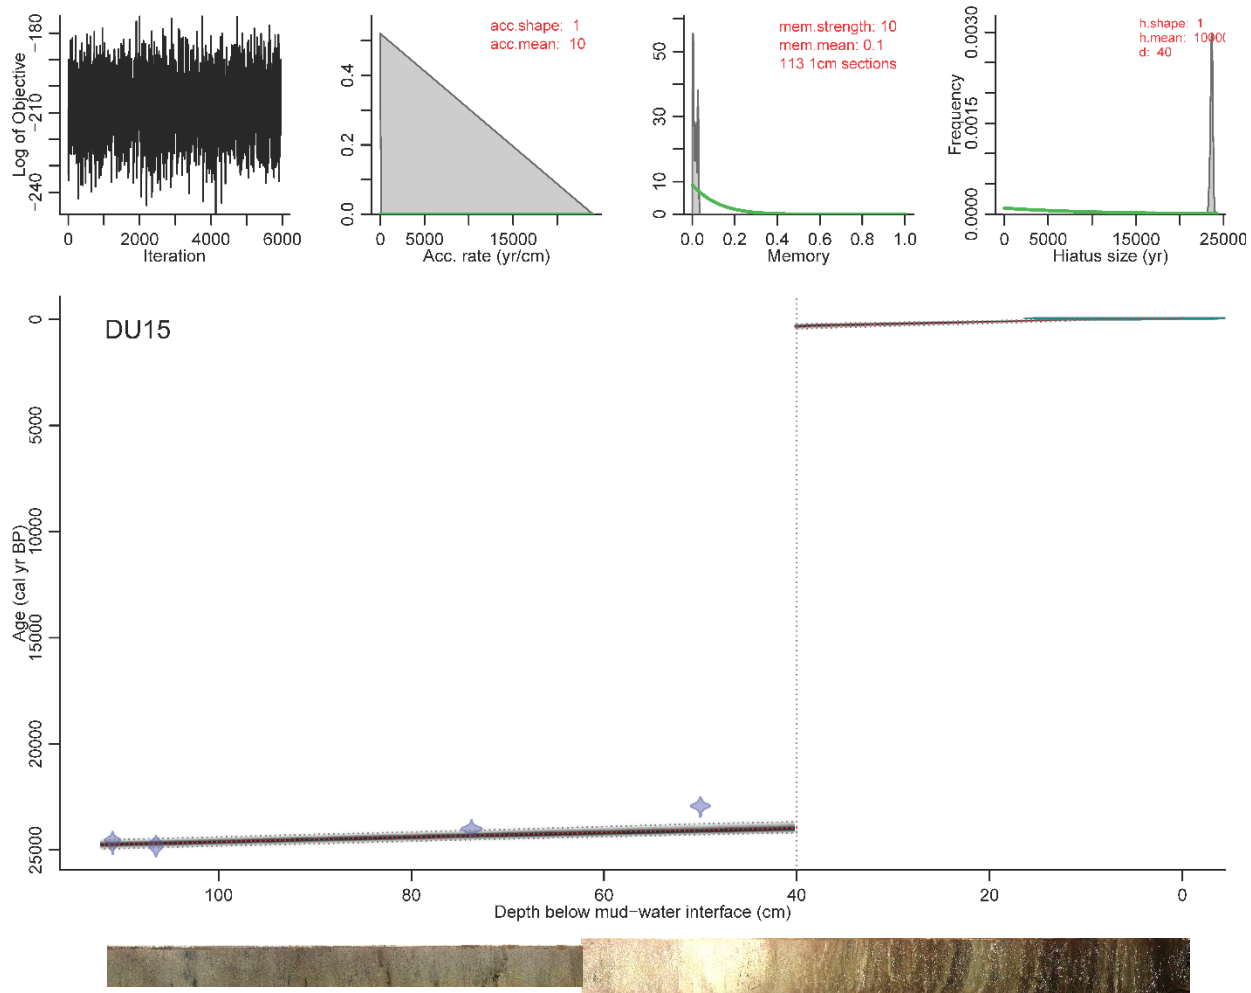 Log of Objective
−180
−210
−240
0
2000
4000
6000
Iteration
acc.shape: 1
acc.mean: 10
0.4
0.2
0.0
0
5000
15000
Acc. rate (yr/cm)
mem.strength: 10
mem.mean: 0.1
113 1cm sections
50
30
10
0
0.0
0.2
0.4
0.6
0.8
1.0
Memory
h.shape: 1
h.mean: 10000
d: 40
Frequency
0.0030
0.0015
0.0000
0
5000
15000
25000
Hiatus size (yr)
DU15
Age (cal yr BP)
0
5000
10000
15000
20000
25000
100
80
60
40
20
0
Depth below mud−water interface (cm)